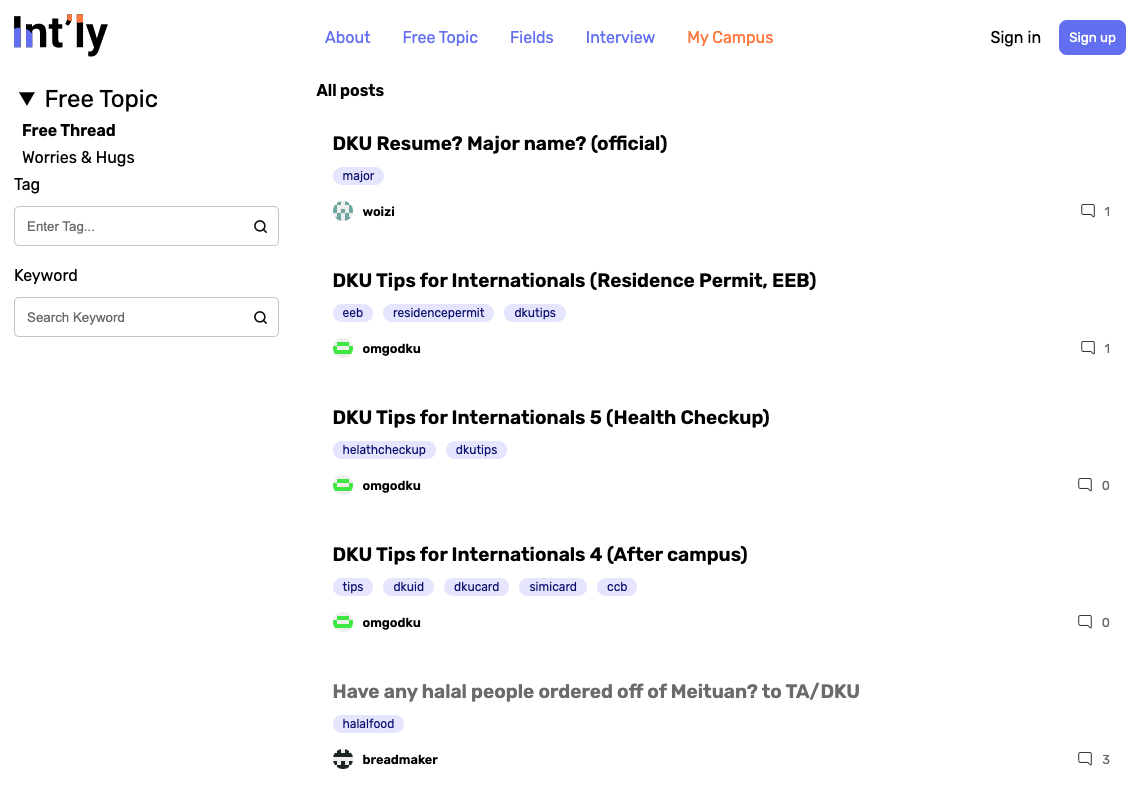 Int'ly
About Free Topic Fields Interview My Campus
Sign in Sign up
▼ Free Topic
Free Thread
Worries & Hugs
Tag
Enter Tag...
Keyword
Search Keyword
All posts
DKU Resume? Major name? (official)
major
woizi 1
DKU Tips for Internationals (Residence Permit, EEB)
eeb residencepermit dkutips
omgodku 1
DKU Tips for Internationals 5 (Health Checkup)
helathcheckup dkutips
omgodku 0
DKU Tips for Internationals 4 (After campus)
tips dkuid dkucard simicard ccb
omgodku 0
Have any halal people ordered off of Meituan? to TA/DKU
halalfood
breadmaker 3